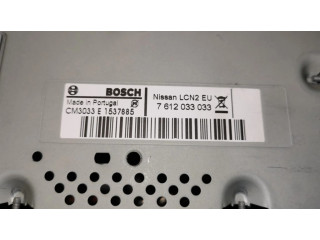 BOSCH
Nissan LCN2 EU
Made in Portugal
7 612 033 033
CM3033 E 1537885